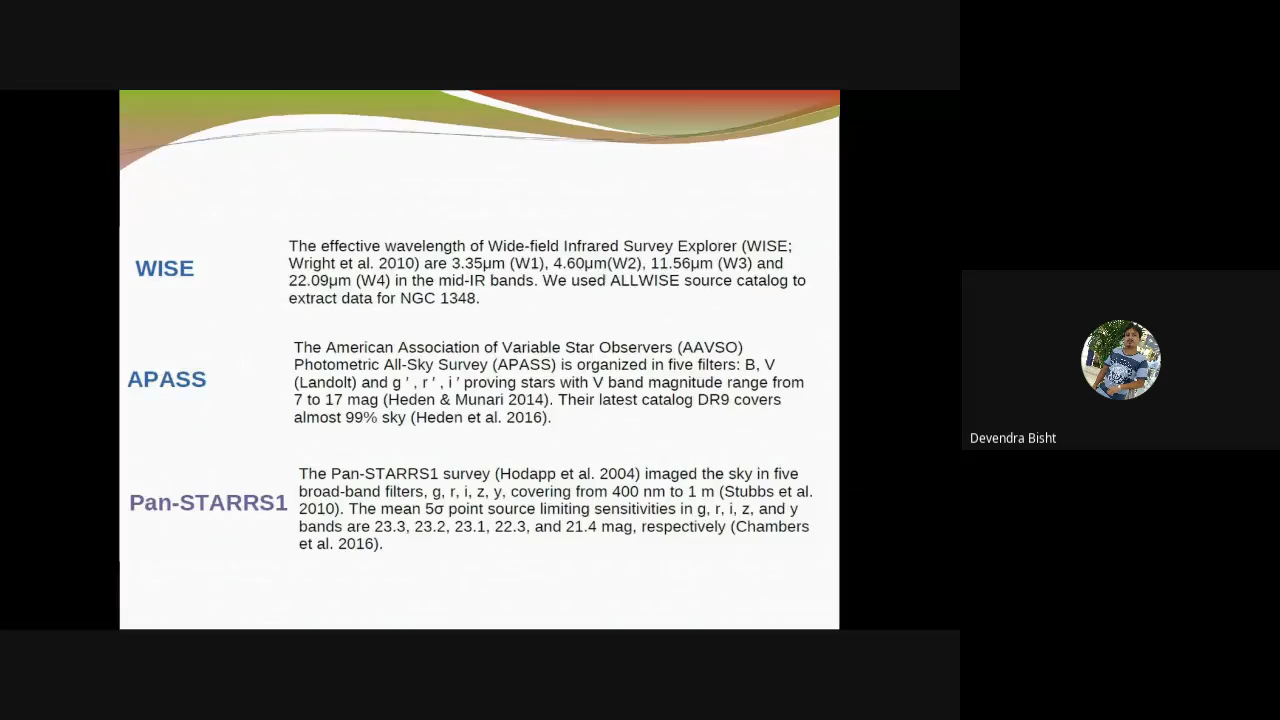 WISE
The effective wavelength of Wide-field Infrared Survey Explorer (WISE;
Wright et al. 2010) are 3.35μm (W1), 4.60μm(W2), 11.56μm (W3) and
22.09μm (W4) in the mid-IR bands. We used ALLWISE source catalog to
extract data for NGC 1348.
APASS
The American Association of Variable Star Observers (AAVSO)
Photometric All-Sky Survey (APASS) is organized in five filters: B, V
(Landolt) and g ′ , r ′ , i ′ proving stars with V band magnitude range from
7 to 17 mag (Heden & Munari 2014). Their latest catalog DR9 covers
almost 99% sky (Heden et al. 2016).
Pan-STARRS1
The Pan-STARRS1 survey (Hodapp et al. 2004) imaged the sky in five
broad-band filters, g, r, i, z, y, covering from 400 nm to 1 m (Stubbs et al.
2010). The mean 5σ point source limiting sensitivities in g, r, i, z, and y
bands are 23.3, 23.2, 23.1, 22.3, and 21.4 mag, respectively (Chambers
et al. 2016).
Devendra Bisht